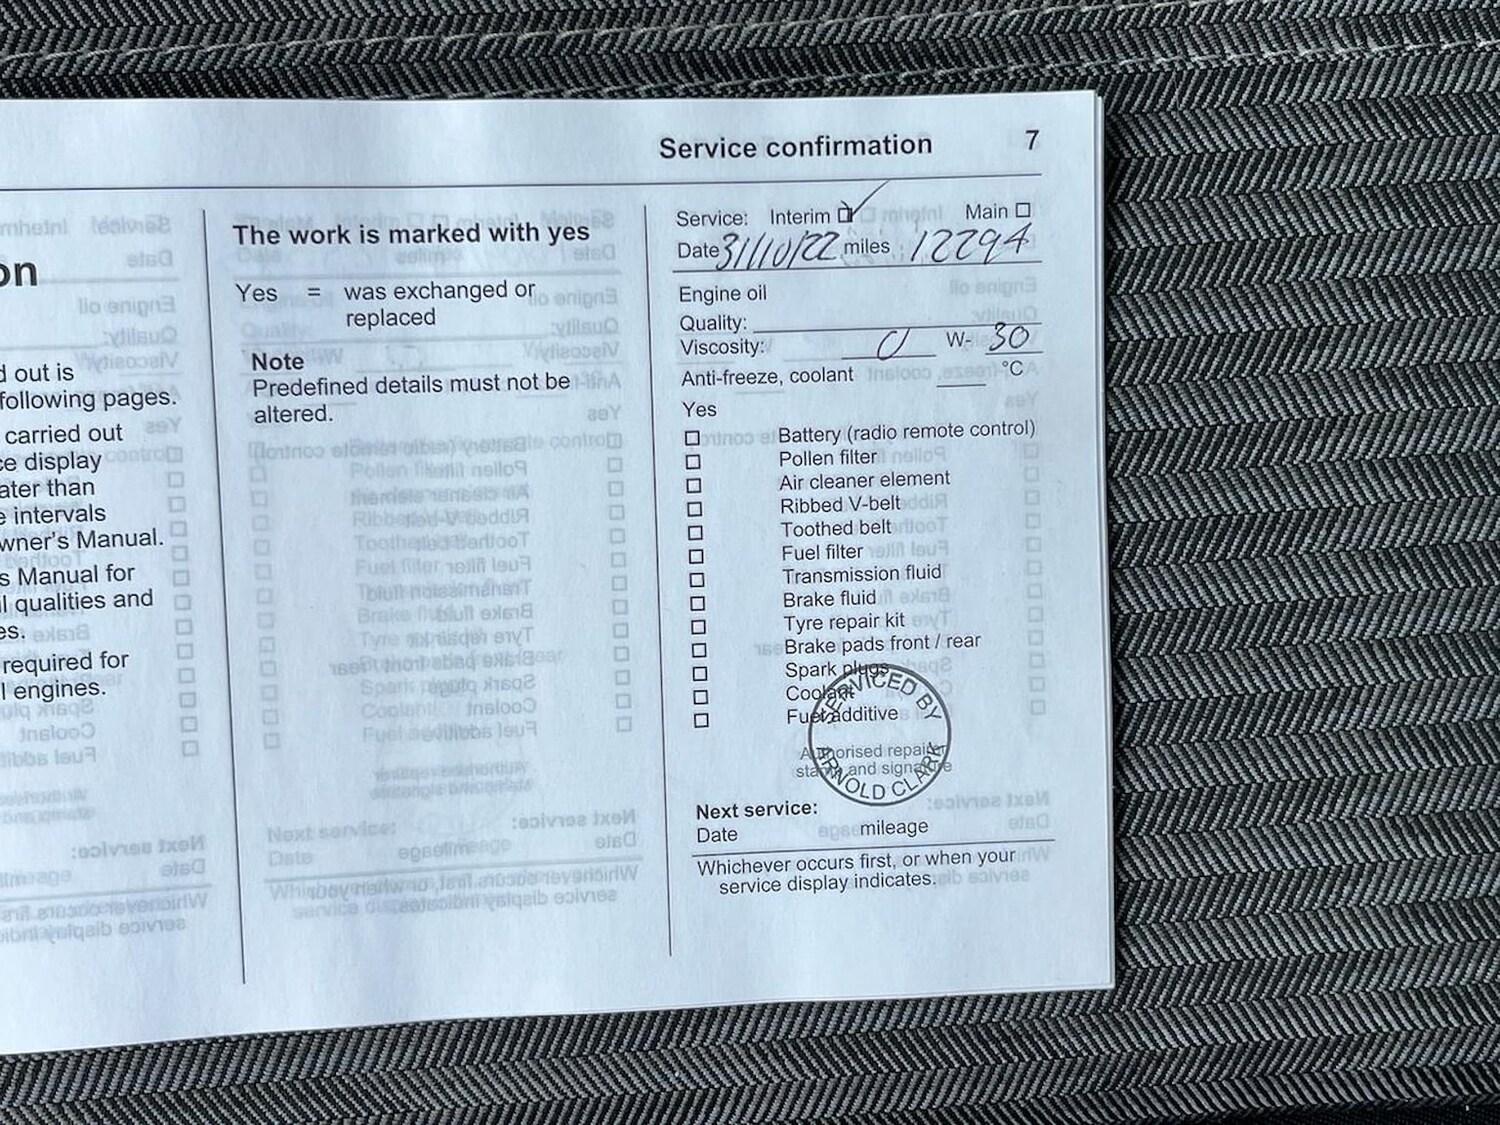 Service confirmation 7
on
d out is
following pages.
carried out
ce display
ater than
e intervals
wner's Manual.
s Manual for
il qualities and
es.
required for
l engines.
The work is marked with yes
Yes = was exchanged or
replaced
Note
Predefined details must not be
altered.
Service: Interim Main
Date 31/10/22 miles 12294
Engine oil
Quality:
Viscosity: 0 W- 30
Anti-freeze, coolant °C
Yes
Battery (radio remote control)
Pollen filter
Air cleaner element
Ribbed V-belt
Toothed belt
Fuel filter
Transmission fluid
Brake fluid
Tyre repair kit
Brake pads front / rear
Spark plugs
Coolant
Fuel additive
SERVICED BY
ARNOLD CLARK
Authorised repairer
stamp and signature
Next service:
Date mileage
Whichever occurs first, or when your
service display indicates.